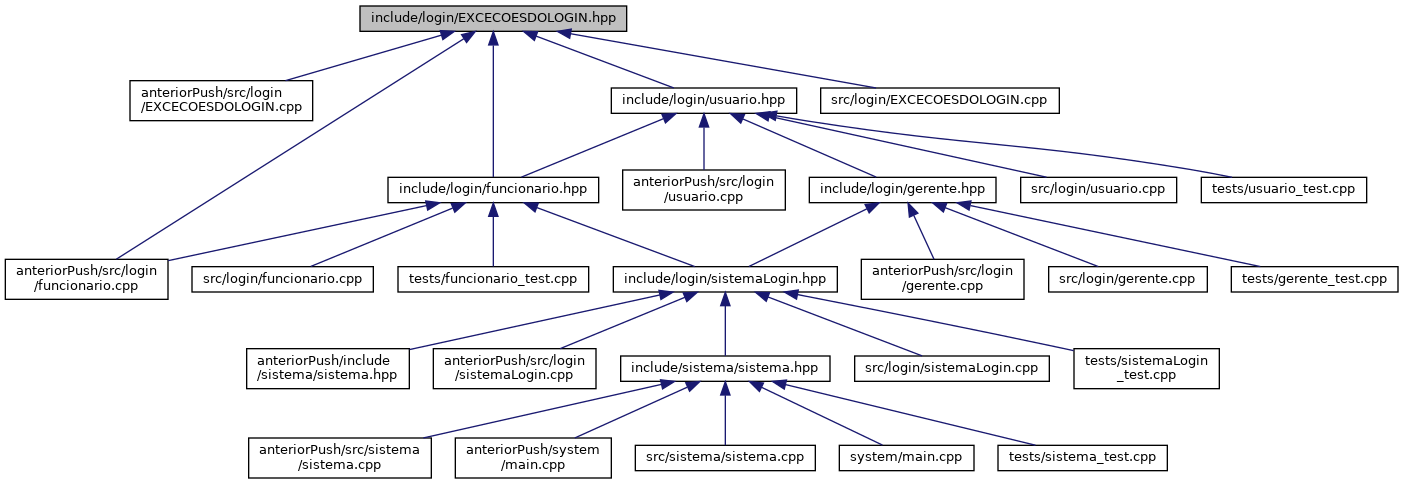 include/login/EXCECOESDOLOGIN.hpp
anteriorPush/src/login
/EXCECOESDOLOGIN.cpp
include/login/usuario.hpp
src/login/EXCECOESDOLOGIN.cpp
include/login/funcionario.hpp
anteriorPush/src/login
/usuario.cpp
include/login/gerente.hpp
src/login/usuario.cpp
tests/usuario_test.cpp
anteriorPush/src/login
/funcionario.cpp
src/login/funcionario.cpp
tests/funcionario_test.cpp
include/login/sistemaLogin.hpp
anteriorPush/src/login
/gerente.cpp
src/login/gerente.cpp
tests/gerente_test.cpp
anteriorPush/include
/sistema/sistema.hpp
anteriorPush/src/login
/sistemaLogin.cpp
include/sistema/sistema.hpp
src/login/sistemaLogin.cpp
tests/sistemaLogin
_test.cpp
anteriorPush/src/sistema
/sistema.cpp
anteriorPush/system
/main.cpp
src/sistema/sistema.cpp
system/main.cpp
tests/sistema_test.cpp